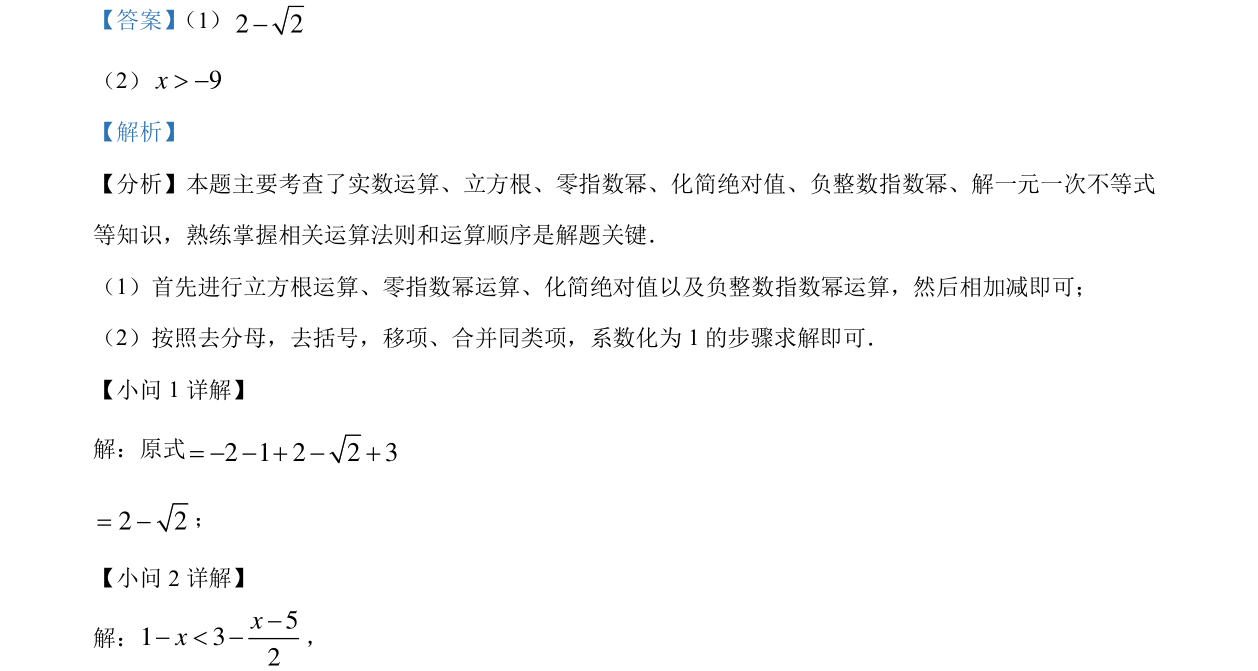 【答案】（1）2−√2
（2）x＞−9
【解析】
【分析】本题主要考查了实数运算、立方根、零指数幂、化简绝对值、负整数指数幂、解一元一次不等式
等知识，熟练掌握相关运算法则和运算顺序是解题关键．
（1）首先进行立方根运算、零指数幂运算、化简绝对值以及负整数指数幂运算，然后相加减即可；
（2）按照去分母，去括号，移项、合并同类项，系数化为 1 的步骤求解即可．
【小问 1 详解】
解：原式=−2−1+2−√2+3
=2−√2；
【小问 2 详解】
解：1−x<3−(x−5)/2，